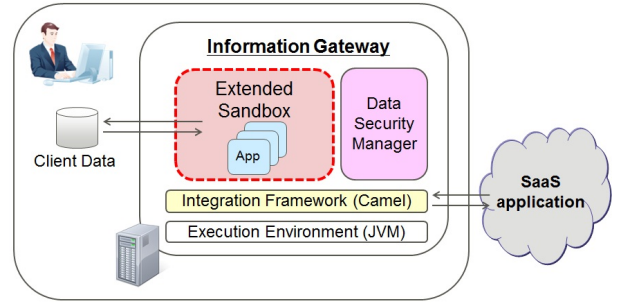 Information Gateway
Extended
Sandbox
App
Data
Security
Manager
Client Data
Integration Framework (Camel)
Execution Environment (JVM)
SaaS
application